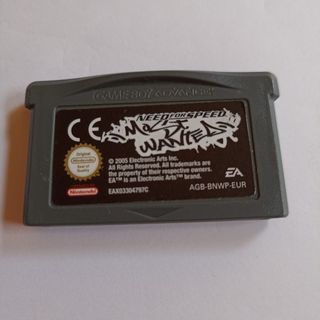 GAME BOY ADVANCE
NEED FOR SPEED
Most
WANTED
CE
Original
Nintendo
Seal of Quality
Nintendo
© 2005 Electronic Arts Inc.
All Rights Reserved. All trademarks are
the property of their respective owners.
EA™ is an Electronic Arts™ brand.
EAX03304797C
EA
AGB-BNWP-EUR